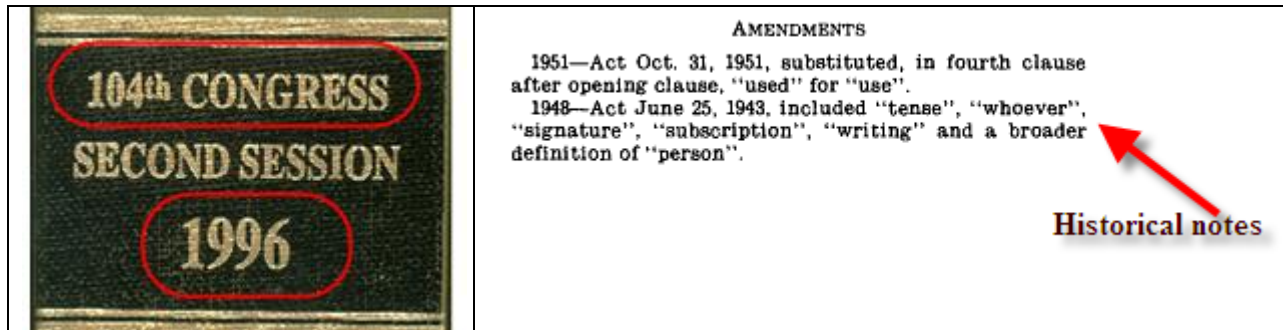 104th CONGRESS
SECOND SESSION
1996
AMENDMENTS
1951—Act Oct. 31, 1951, substituted, in fourth clause
after opening clause, "used" for "use".
1948—Act June 25, 1943, included "tense", "whoever",
"signature", "subscription", "writing" and a broader
definition of "person".
Historical notes